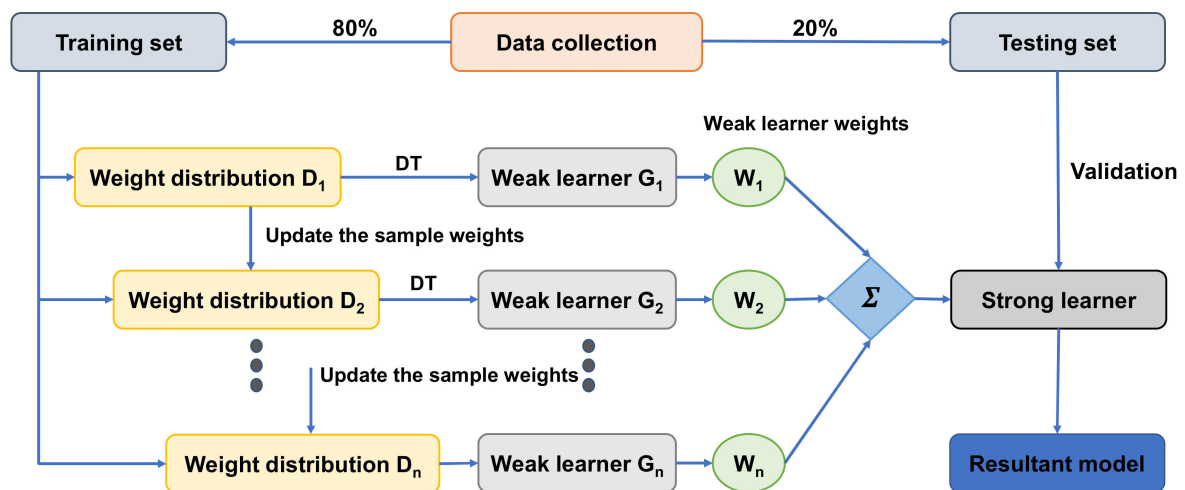 Training set
80%
Data collection
20%
Testing set
Weak learner weights
Weight distribution D₁
DT
Weak learner G₁
W₁
Validation
Update the sample weights
Weight distribution D₂
DT
Weak learner G₂
W₂
Σ
Strong learner
Update the sample weights
Weight distribution Dₙ
Weak learner Gₙ
Wₙ
Resultant model